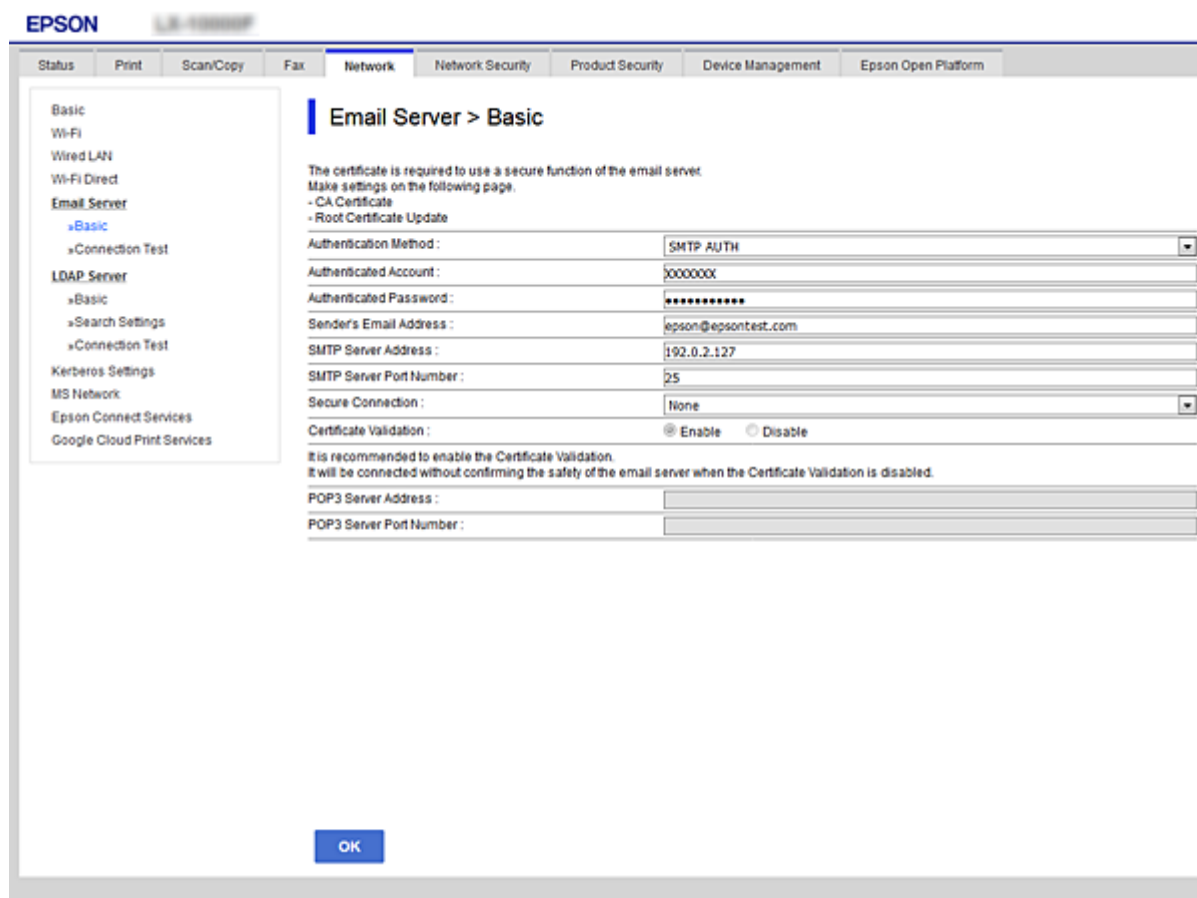 EPSON
Status Print Scan/Copy Fax Network Network Security Product Security Device Management Epson Open Platform
Basic
Wi-Fi
Wired LAN
Wi-Fi Direct
Email Server
»Basic
»Connection Test
LDAP Server
»Basic
»Search Settings
»Connection Test
Kerberos Settings
MS Network
Epson Connect Services
Google Cloud Print Services
Email Server > Basic
The certificate is required to use a secure function of the email server.
Make settings on the following page.
- CA Certificate
- Root Certificate Update
Authentication Method : SMTP AUTH
Authenticated Account : XXXXXXX
Authenticated Password : •••••••••••
Sender's Email Address : epson@epsontest.com
SMTP Server Address : 192.0.2.127
SMTP Server Port Number : 25
Secure Connection : None
Certificate Validation : Enable Disable
It is recommended to enable the Certificate Validation.
It will be connected without confirming the safety of the email server when the Certificate Validation is disabled.
POP3 Server Address :
POP3 Server Port Number :
OK